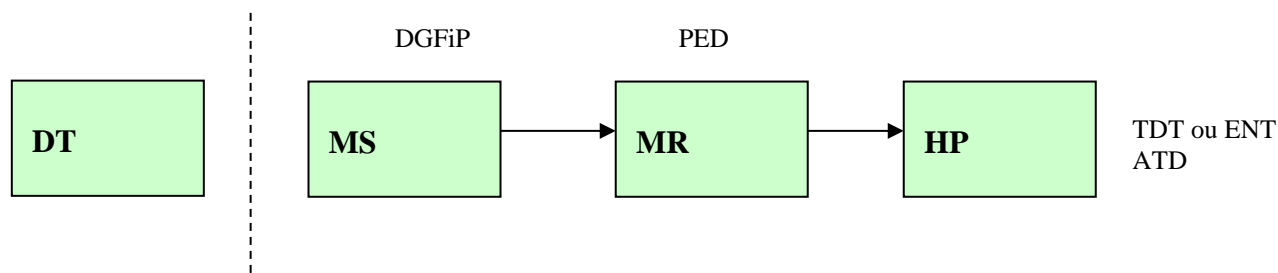 DGFiP
PED
DT
MS
MR
HP
TDT ou ENT
ATD